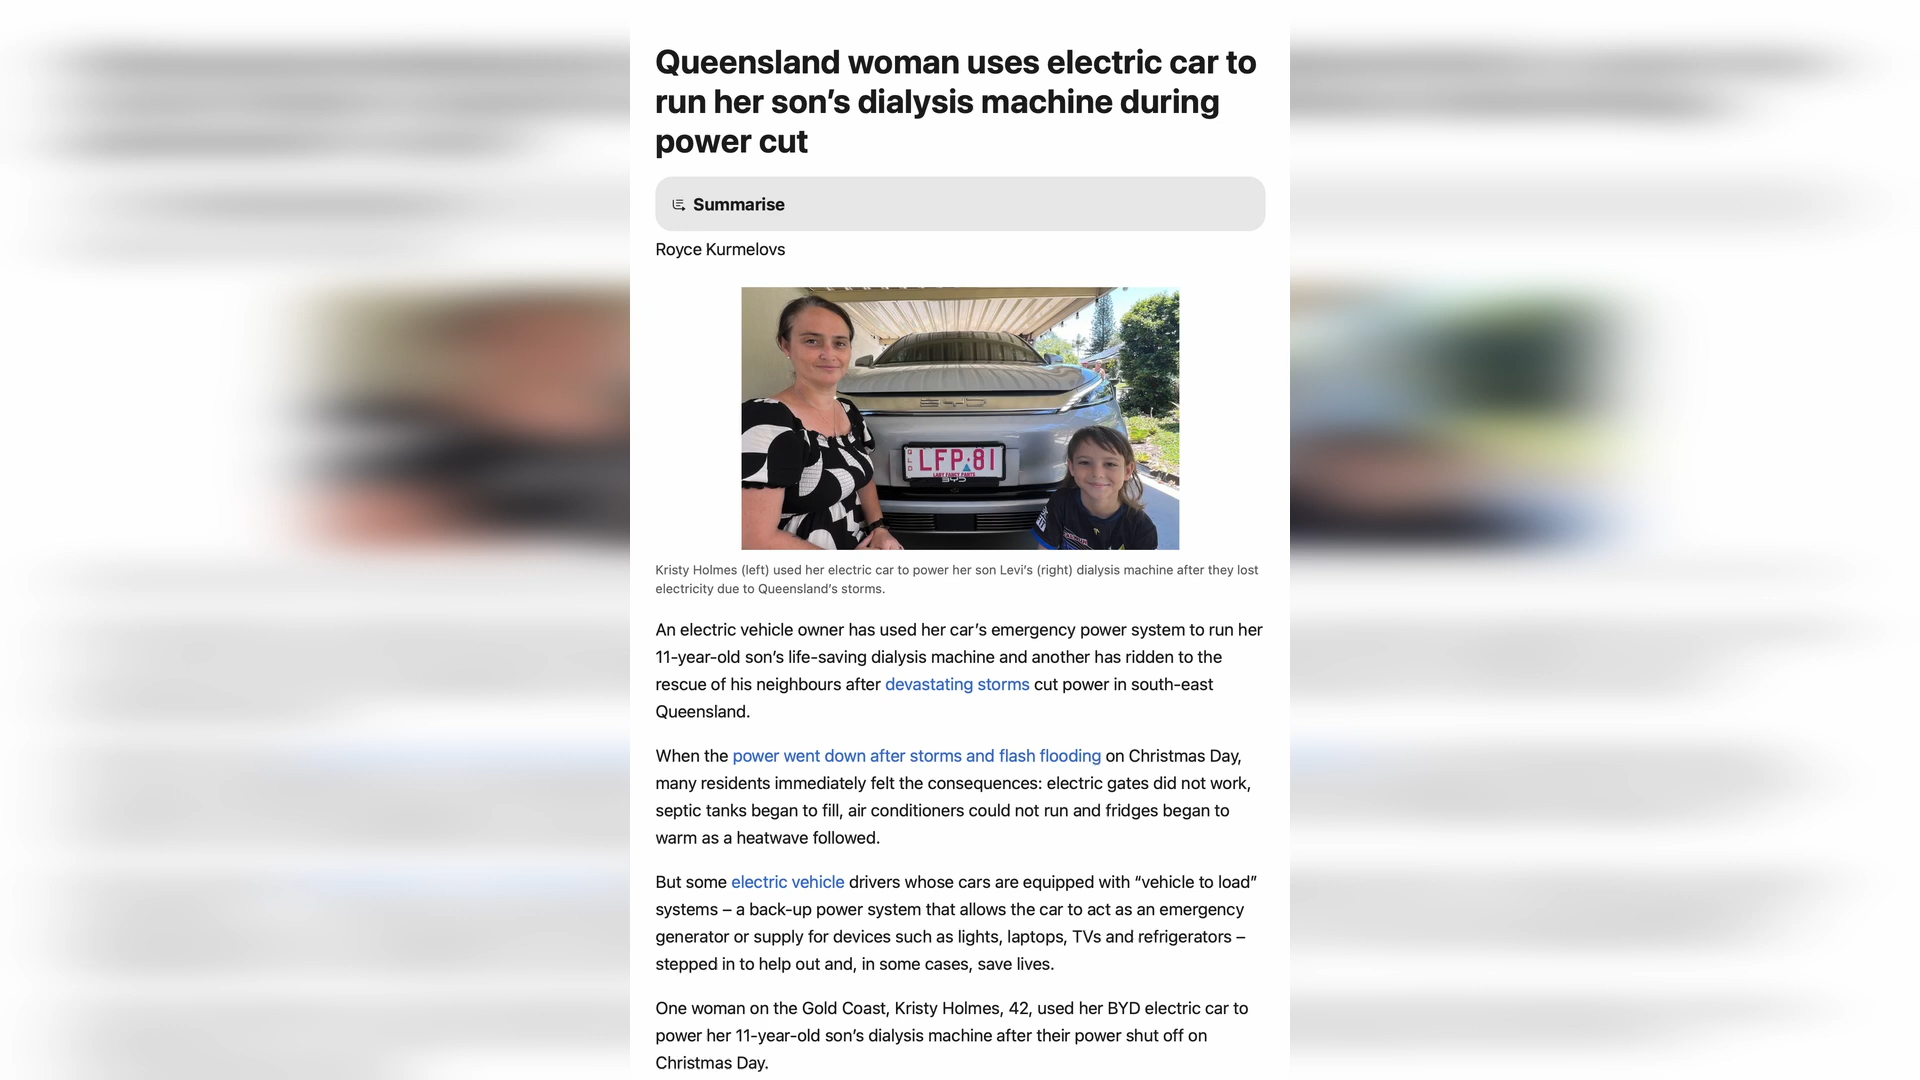 Queensland woman uses electric car to
run her son’s dialysis machine during
power cut
Summarise
Royce Kurmelovs
BYD
QLD
LFP 81
LADY FANCY PANTS
BYD
Kristy Holmes (left) used her electric car to power her son Levi’s (right) dialysis machine after they lost
electricity due to Queensland’s storms.
An electric vehicle owner has used her car’s emergency power system to run her
11-year-old son’s life-saving dialysis machine and another has ridden to the
rescue of his neighbours after devastating storms cut power in south-east
Queensland.
When the power went down after storms and flash flooding on Christmas Day,
many residents immediately felt the consequences: electric gates did not work,
septic tanks began to fill, air conditioners could not run and fridges began to
warm as a heatwave followed.
But some electric vehicle drivers whose cars are equipped with “vehicle to load”
systems – a back-up power system that allows the car to act as an emergency
generator or supply for devices such as lights, laptops, TVs and refrigerators –
stepped in to help out and, in some cases, save lives.
One woman on the Gold Coast, Kristy Holmes, 42, used her BYD electric car to
power her 11-year-old son’s dialysis machine after their power shut off on
Christmas Day.